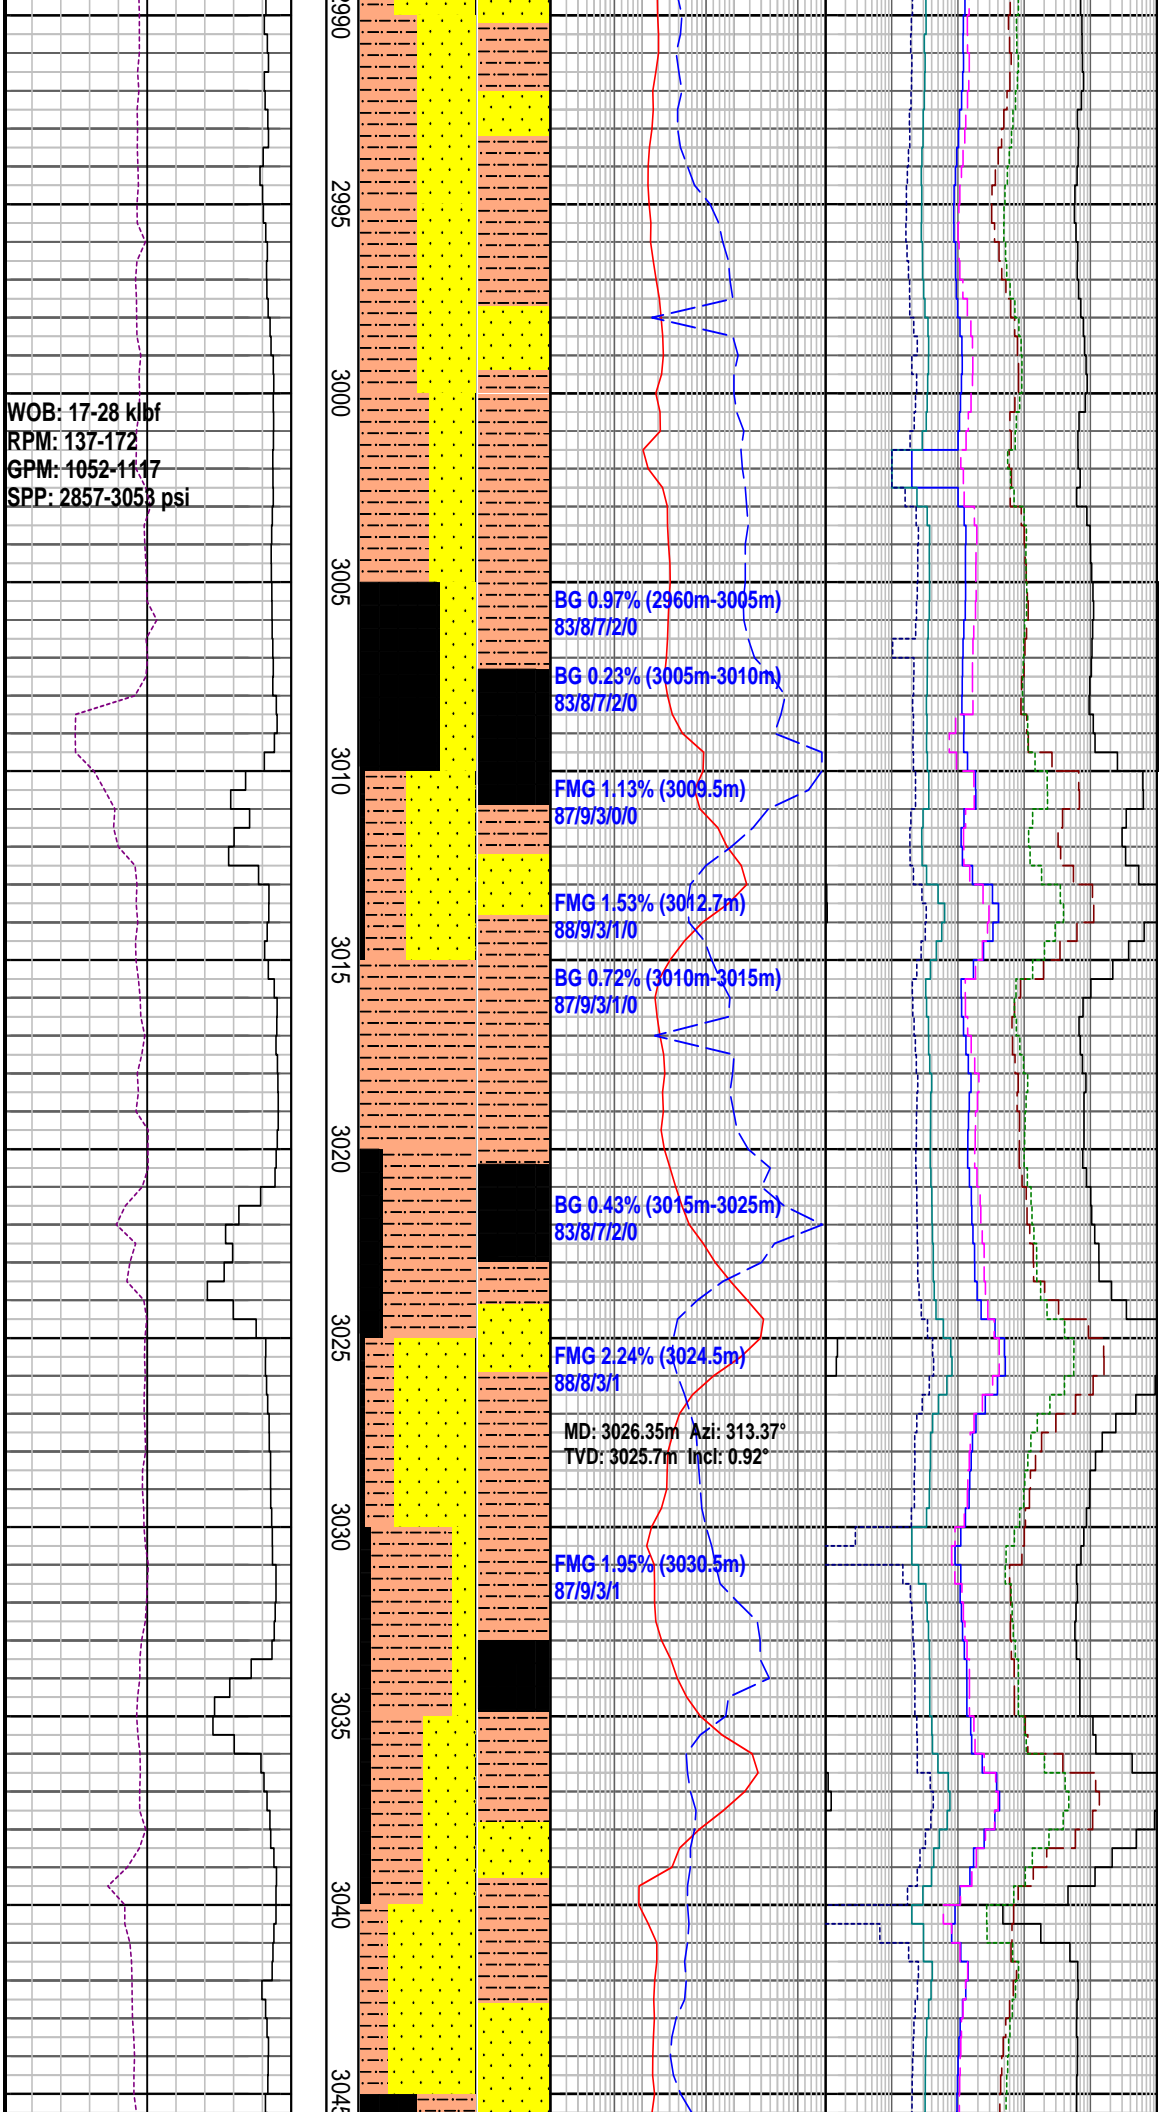 2990
2995
3000
WOB: 17-28 klbf
RPM: 137-172
GPM: 1052-1117
SPP: 2857-3053 psi
3005
BG 0.97% (2960m-3005m)
83/8/7/2/0
BG 0.23% (3005m-3010m)
83/8/7/2/0
3010
FMG 1.13% (3009.5m)
87/9/3/0/0
FMG 1.53% (3012.7m)
88/9/3/1/0
3015
BG 0.72% (3010m-3015m)
87/9/3/1/0
3020
BG 0.43% (3015m-3025m)
83/8/7/2/0
3025
FMG 2.24% (3024.5m)
88/8/3/1
MD: 3026.35m Azi: 313.37°
TVD: 3025.7m Incl: 0.92°
3030
FMG 1.95% (3030.5m)
87/9/3/1
3035
3040
3045